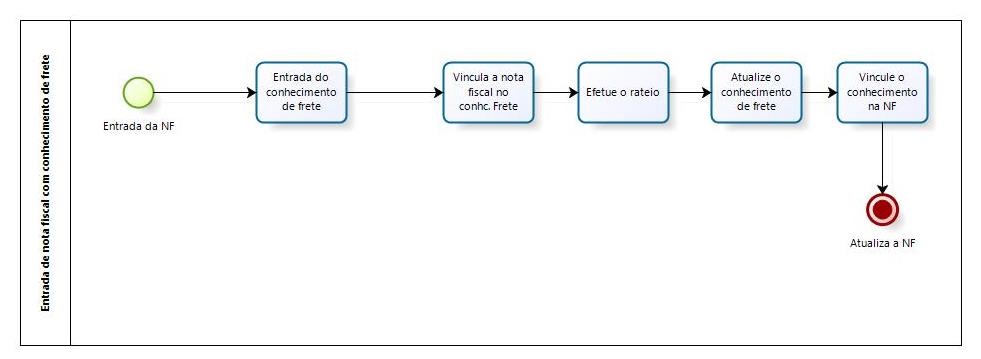 Entrada de nota fiscal com conhecimento de frete
Entrada da NF
Entrada do
conhecimento
de frete
Vincula a nota
fiscal no
conhc. Frete
Efetue o rateio
Atualize o
conhecimento
de frete
Vincule o
conhecimento
na NF
Atualiza a NF